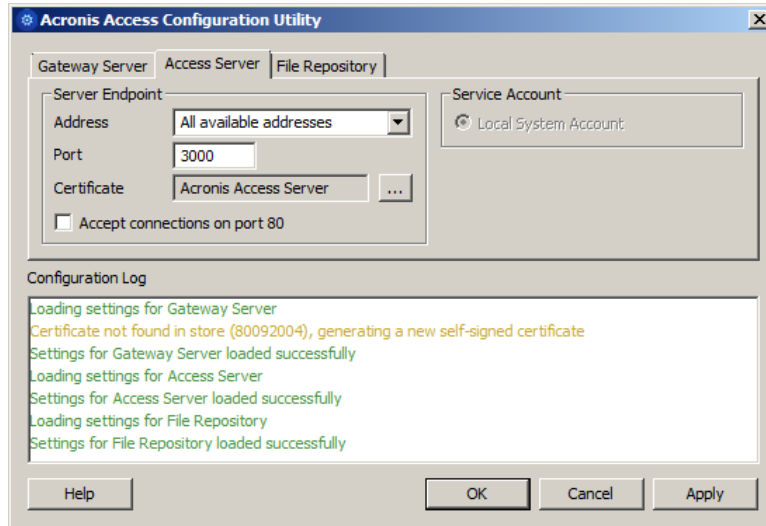 Acronis Access Configuration Utility
Gateway Server Access Server File Repository
Server Endpoint
Address All available addresses
Port 3000
Certificate Acronis Access Server ...
Accept connections on port 80
Service Account
Local System Account
Configuration Log
Loading settings for Gateway Server
Certificate not found in store (80092004), generating a new self-signed certificate
Settings for Gateway Server loaded successfully
Loading settings for Access Server
Settings for Access Server loaded successfully
Loading settings for File Repository
Settings for File Repository loaded successfully
Help OK Cancel Apply